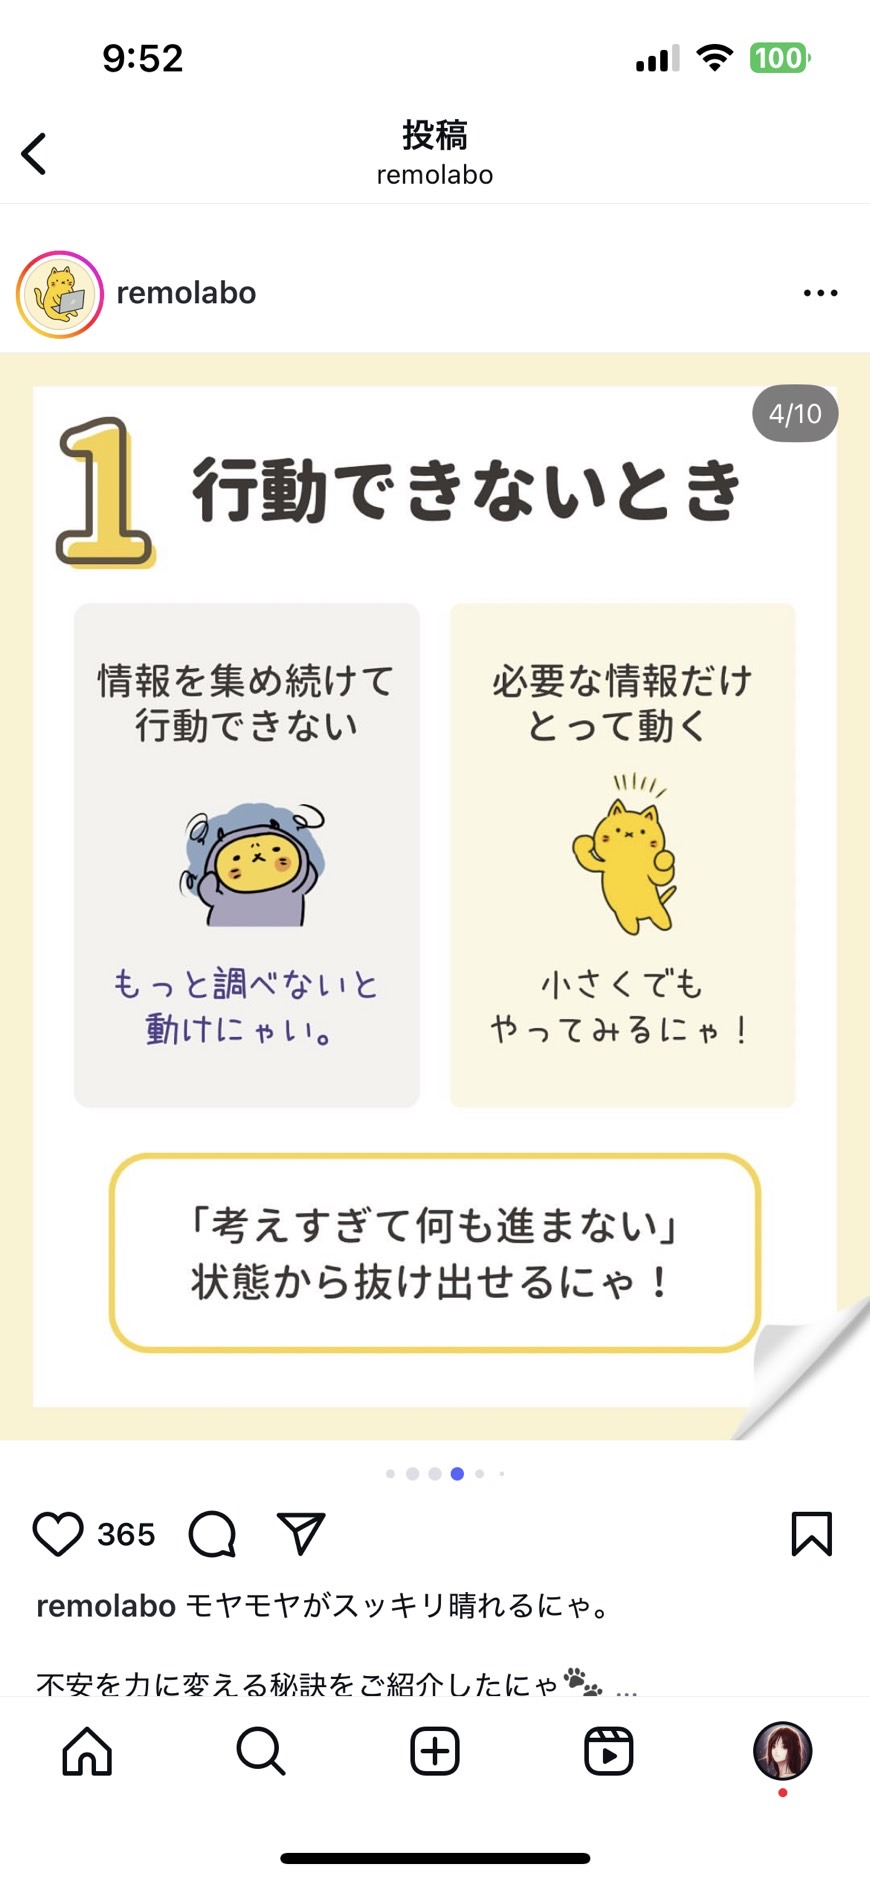 9:52
100
投稿
remolabo
remolabo
4/10
1 行動できないとき
情報を集め続けて
行動できない
もっと調べないと
動けにゃい。
必要な情報だけ
とって動く
小さくでも
やってみるにゃ！
「考えすぎて何も進まない」
状態から抜け出せるにゃ！
365
remolabo モヤモヤがスッキリ晴れるにゃ。
不安を力に変える秘訣をご紹介したにゃ🐾 ...